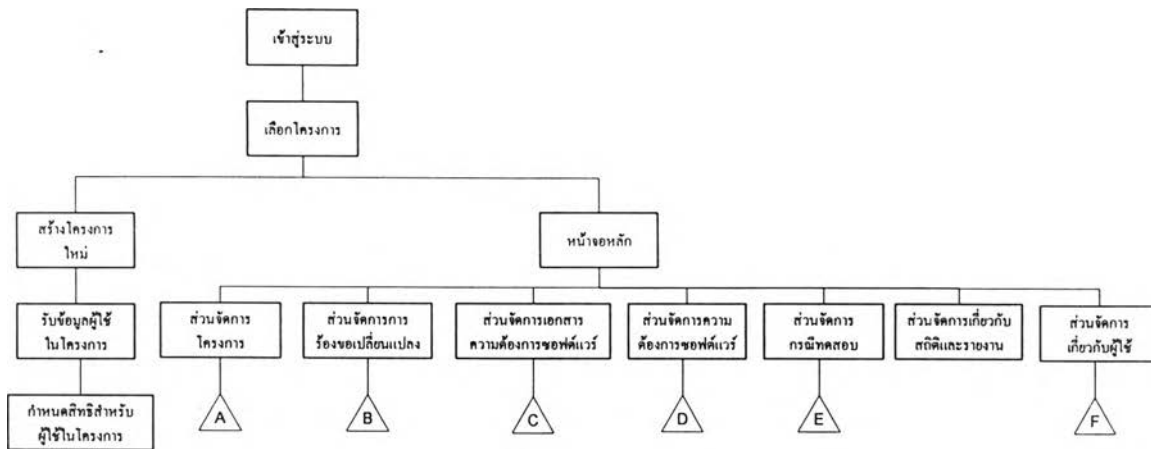 เข้าสู่ระบบ
เลือกโครงการ
สร้างโครงการ
ใหม่
หน้าจอหลัก
รับข้อมูลผู้ใช้
ในโครงการ
ส่วนจัดการ
โครงการ
ส่วนจัดการการ
ร้องขอเปลี่ยนแปลง
ส่วนจัดการเอกสาร
ความต้องการซอฟต์แวร์
ส่วนจัดการความ
ต้องการซอฟต์แวร์
ส่วนจัดการ
กรณีทดสอบ
ส่วนจัดการเกี่ยวกับ
สถิติและรายงาน
ส่วนจัดการ
เกี่ยวกับผู้ใช้
กำหนดสิทธิสำหรับ
ผู้ใช้ในโครงการ
A
B
C
D
E
F